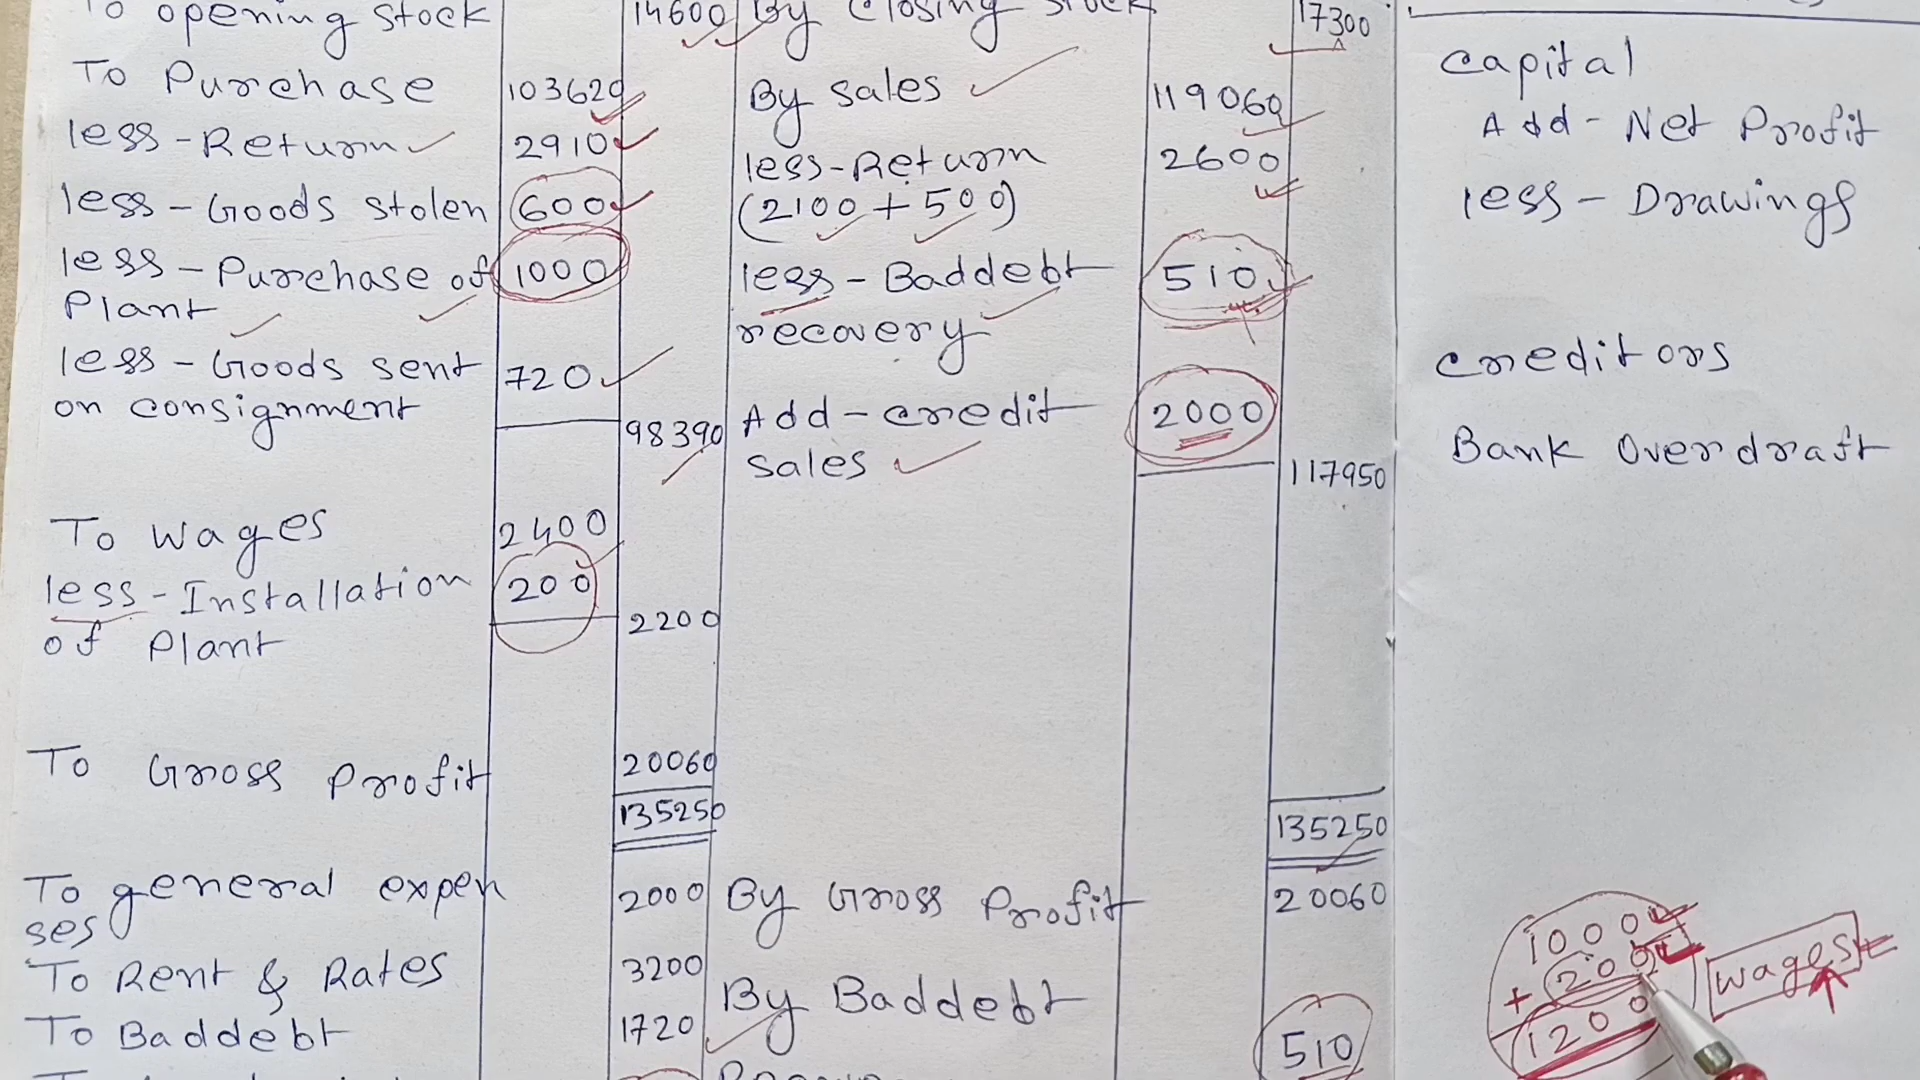 To opening stock 14600 By closing stock 17300
To Purchase 103620 By sales 119060
less - Return 2910 less - Return 2600
less - Goods stolen 600 (2100 + 500)
less - Purchase of 1000 less - Baddebt 510
Plant recovery
less - Goods sent 720 Add - credit 2000
on consignment 98390 sales 117950
To wages 2400
less - Installation 200
of Plant 2200
To Gross Profit 20060
135250 135250
To general expen 2000 By Gross Profit 20060
ses
To Rent & Rates 3200
To Baddebt 1720 By Baddebt 510
capital
Add - Net Profit
less - Drawings
creditors
Bank Overdraft
1000
+ 200 wages
1200